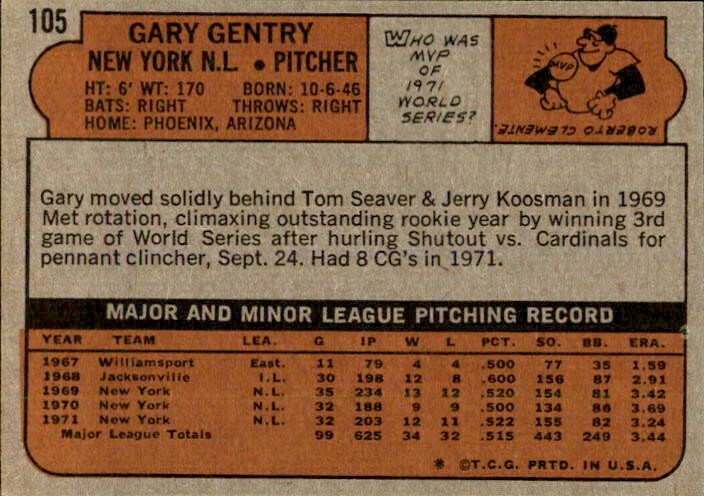 105
GARY GENTRY
NEW YORK N.L. • PITCHER
HT: 6' WT: 170 BORN: 10-6-46
BATS: RIGHT THROWS: RIGHT
HOME: PHOENIX, ARIZONA
WHO WAS
MVP
OF
1971
WORLD
SERIES?
MVP
ROBERTO CLEMENTE.
Gary moved solidly behind Tom Seaver & Jerry Koosman in 1969
Met rotation, climaxing outstanding rookie year by winning 3rd
game of World Series after hurling Shutout vs. Cardinals for
pennant clincher, Sept. 24. Had 8 CG's in 1971.
MAJOR AND MINOR LEAGUE PITCHING RECORD
YEAR TEAM LEA. G IP W L PCT. SO. BB. ERA.
1967 Williamsport East. 11 79 4 4 .500 77 35 1.59
1968 Jacksonville I.L. 30 198 12 8 .600 156 87 2.91
1969 New York N.L. 35 234 13 12 .520 154 81 3.42
1970 New York N.L. 32 188 9 9 .500 134 86 3.69
1971 New York N.L. 32 203 12 11 .522 155 82 3.24
Major League Totals 99 625 34 32 .515 443 249 3.44
* ©T.C.G. PRTD. IN U.S.A.